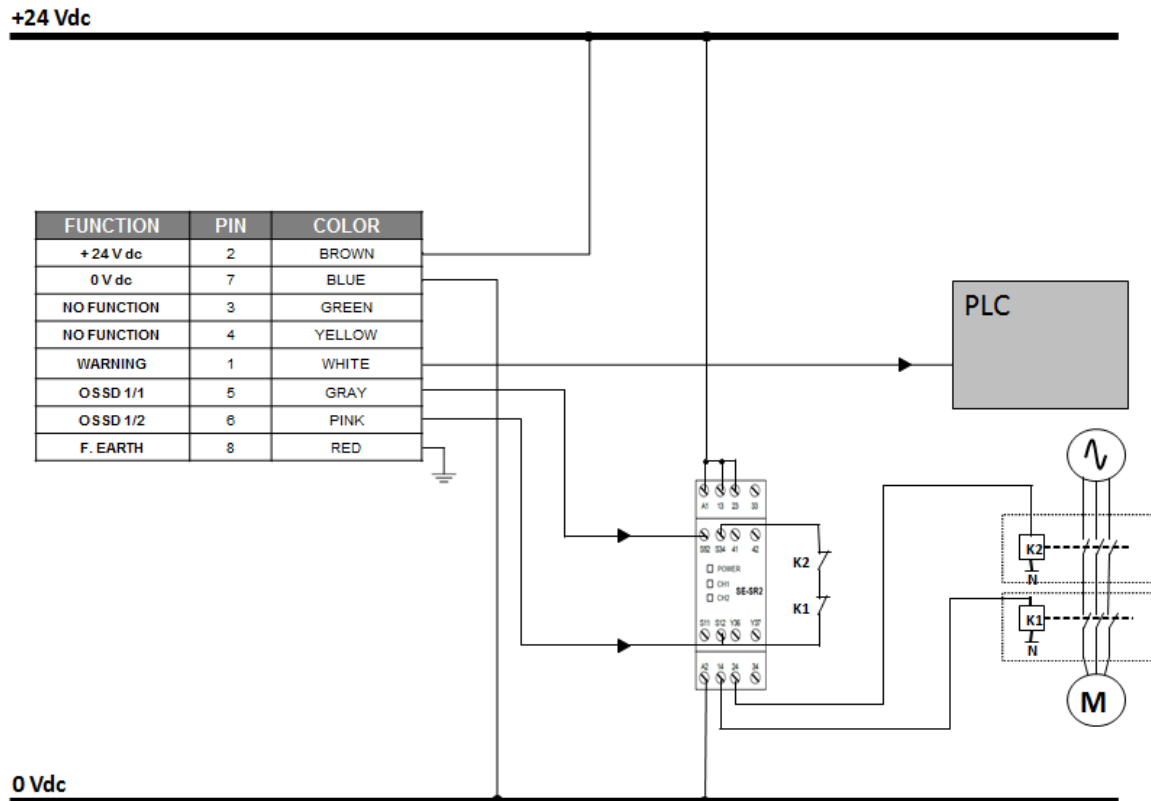 +24 Vdc
FUNCTION PIN COLOR
+ 24 V dc 2 BROWN
0 V dc 7 BLUE
NO FUNCTION 3 GREEN
NO FUNCTION 4 YELLOW
WARNING 1 WHITE
OSSD 1/1 5 GRAY
OSSD 1/2 6 PINK
F. EARTH 8 RED
PLC
A1 13 23 33
S52 S34 41 42
POWER
CH1
CH2
SE-SR2
S11 S12 Y36 Y37
A2 14 24 34
K2
K1
K2
N
K1
N
M
0 Vdc